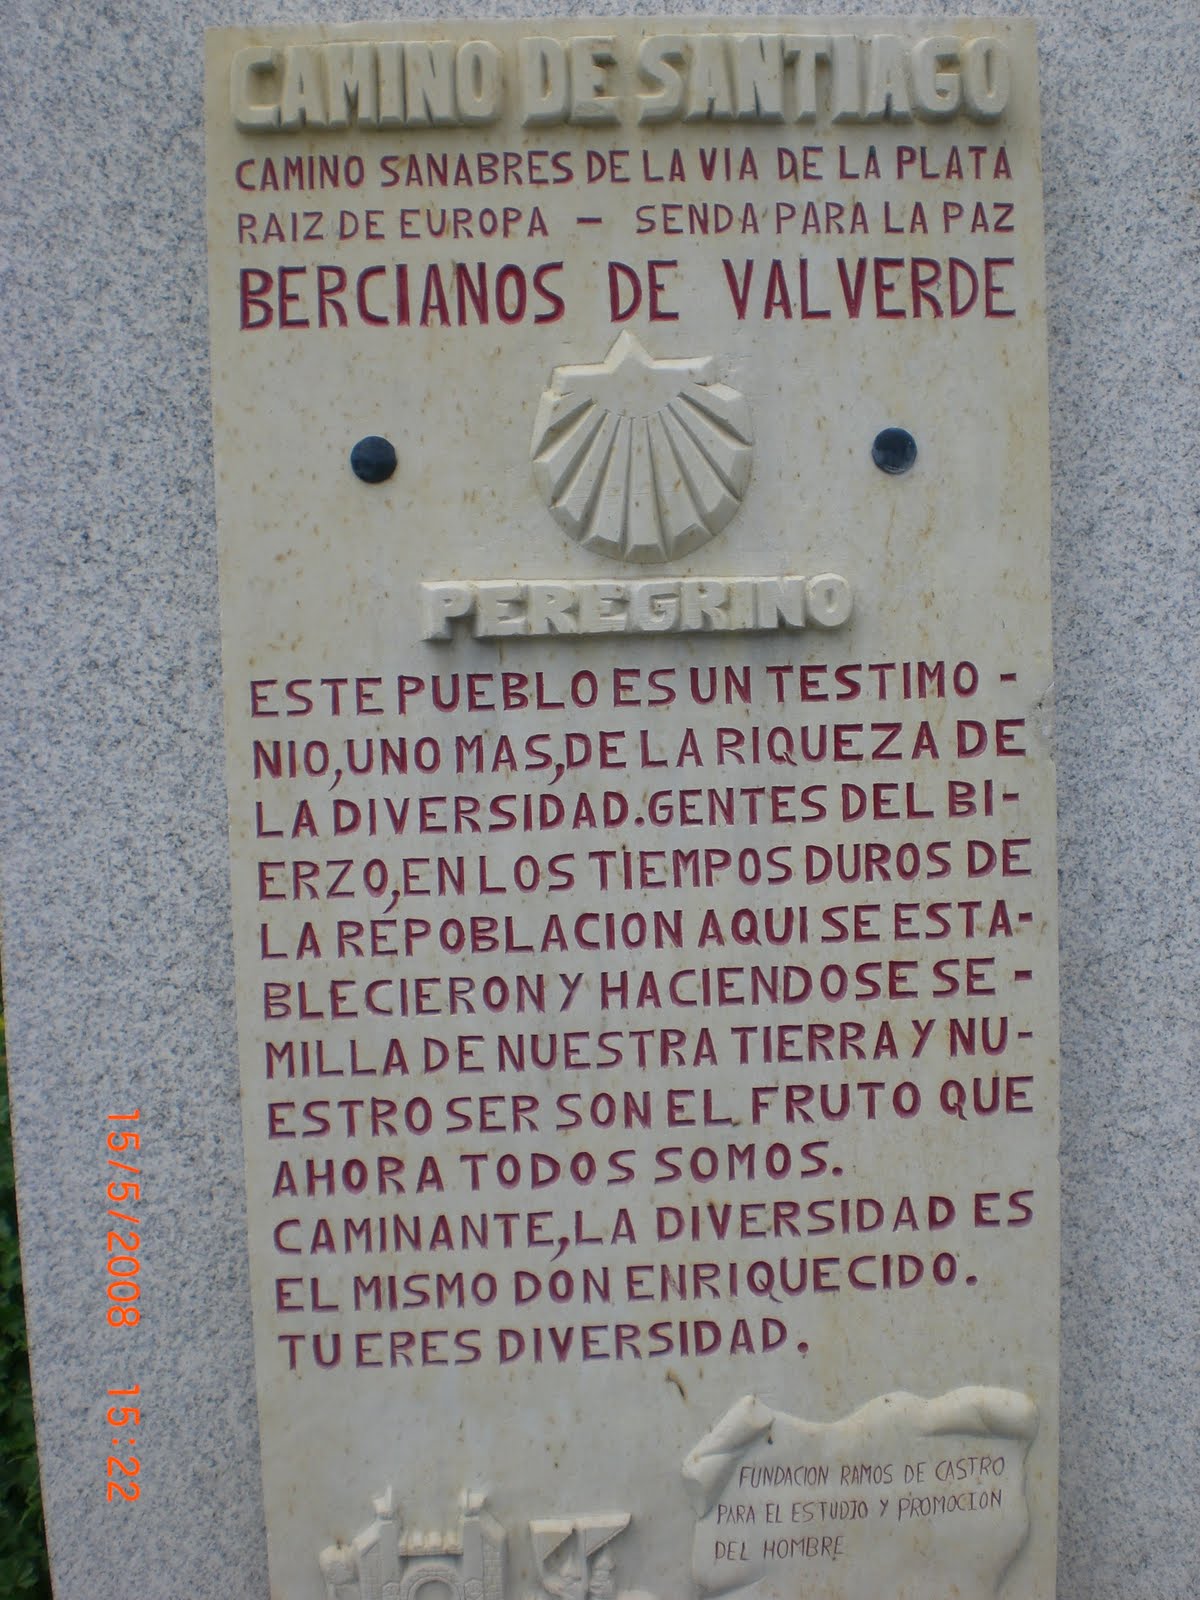 CAMINO DE SANTIAGO
CAMINO SANABRES DE LA VIA DE LA PLATA
RAIZ DE EUROPA – SENDA PARA LA PAZ
BERCIANOS DE VALVERDE
PEREGRINO
ESTE PUEBLO ES UN TESTIMO-
NIO, UNO MAS, DE LA RIQUEZA DE
LA DIVERSIDAD. GENTES DEL BI-
ERZO, EN LOS TIEMPOS DUROS DE
LA REPOBLACION AQUI SE ESTA-
BLECIERON Y HACIENDOSE SE-
MILLA DE NUESTRA TIERRA Y NU-
ESTRO SER SON EL FRUTO QUE
AHORA TODOS SOMOS.
CAMINANTE, LA DIVERSIDAD ES
EL MISMO DON ENRIQUECIDO.
TU ERES DIVERSIDAD.
FUNDACION RAMOS DE CASTRO
PARA EL ESTUDIO Y PROMOCION
DEL HOMBRE
15/5/2008 15:22